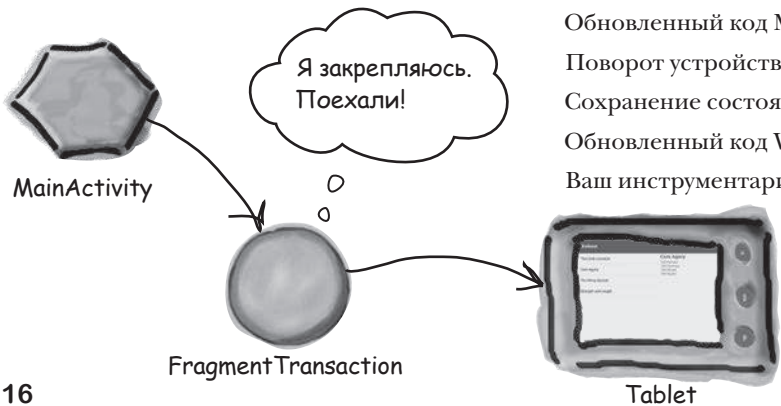 Обновленный код
Поворот устройств
Сохранение состоя
Обновленный код
Ваш инструментари
Я закрепляюсь.
Поехали!
MainActivity
FragmentTransaction
Tablet
16